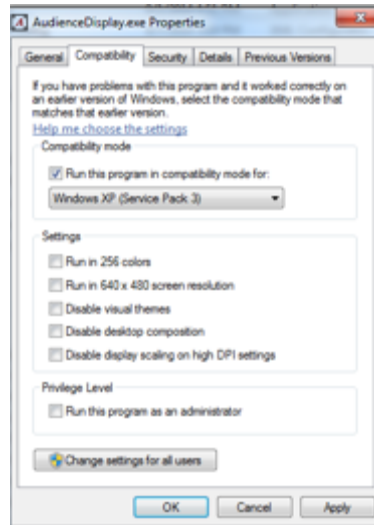 AudienceDisplay.exe Properties
General Compatibility Security Details Previous Versions
If you have problems with this program and it worked correctly on
an earlier version of Windows, select the compatibility mode that
matches that earlier version.
Help me choose the settings
Compatibility mode
Run this program in compatibility mode for:
Windows XP (Service Pack 3)
Settings
Run in 256 colors
Run in 640 x 480 screen resolution
Disable visual themes
Disable desktop composition
Disable display scaling on high DPI settings
Privilege Level
Run this program as an administrator
Change settings for all users
OK Cancel Apply